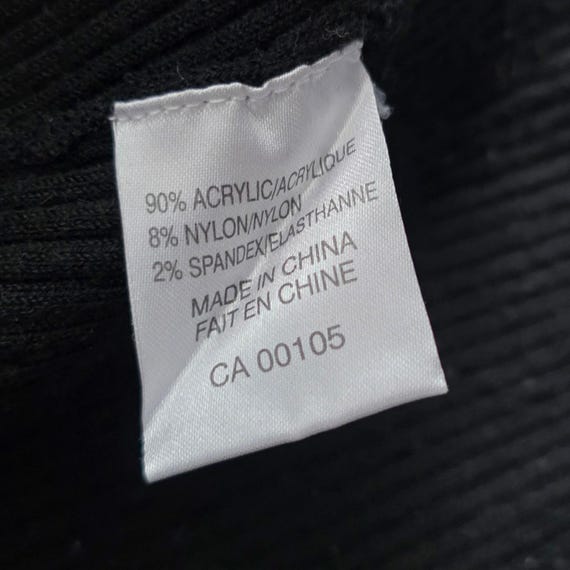 90% ACRYLIC/ACRYLIQUE
8% NYLON/NYLON
2% SPANDEX/ELASTHANNE
MADE IN CHINA
FAIT EN CHINE
CA 00105